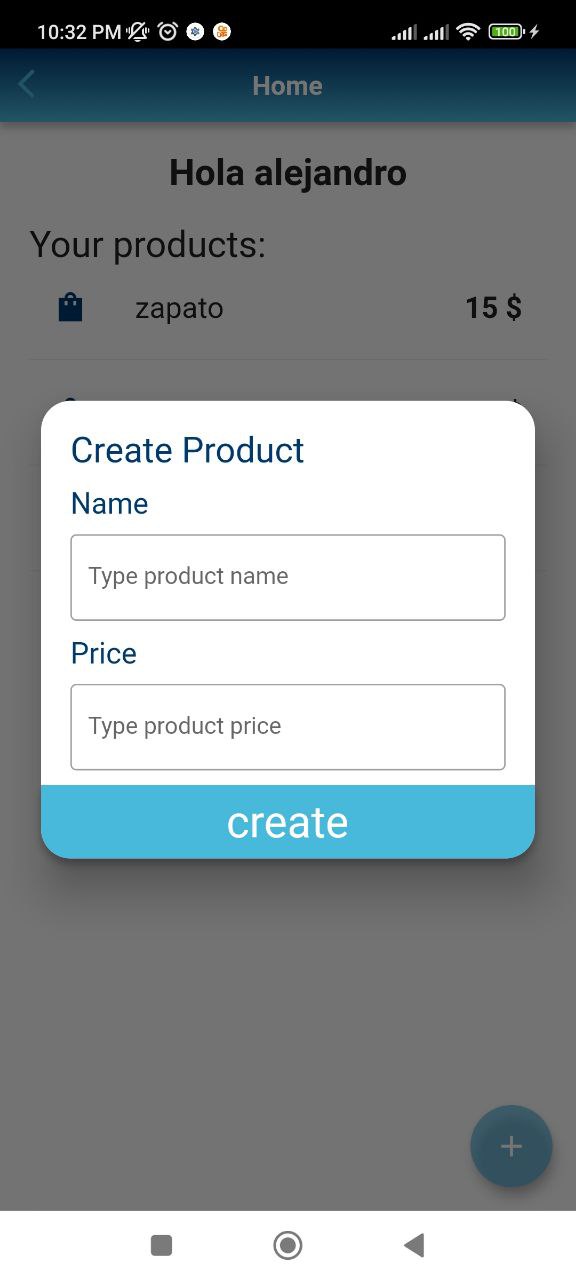 10:32 PM
100
Home
Hola alejandro
Your products:
zapato 15 $
Create Product
Name
Type product name
Price
Type product price
create